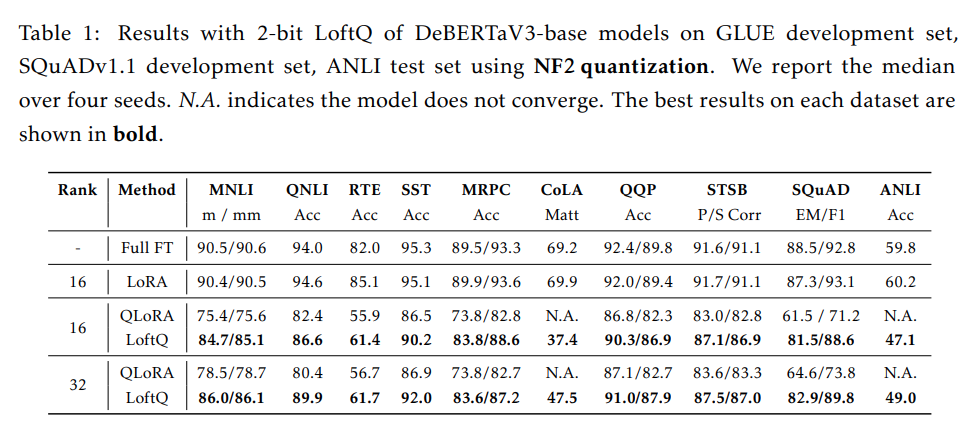 Table 1: Results with 2-bit LoftQ of DeBERTaV3-base models on GLUE development set,
SQuADv1.1 development set, ANLI test set using NF2 quantization. We report the median
over four seeds. N.A. indicates the model does not converge. The best results on each dataset are
shown in bold.
Rank Method MNLI QNLI RTE SST MRPC CoLA QQP STSB SQuAD ANLI
m / mm Acc Acc Acc Acc Matt Acc P/S Corr EM/F1 Acc
- Full FT 90.5/90.6 94.0 82.0 95.3 89.5/93.3 69.2 92.4/89.8 91.6/91.1 88.5/92.8 59.8
16 LoRA 90.4/90.5 94.6 85.1 95.1 89.9/93.6 69.9 92.0/89.4 91.7/91.1 87.3/93.1 60.2
16
QLoRA 75.4/75.6 82.4 55.9 86.5 73.8/82.8 N.A. 86.8/82.3 83.0/82.8 61.5 / 71.2 N.A.
LoftQ 84.7/85.1 86.6 61.4 90.2 83.8/88.6 37.4 90.3/86.9 87.1/86.9 81.5/88.6 47.1
32
QLoRA 78.5/78.7 80.4 56.7 86.9 73.8/82.7 N.A. 87.1/82.7 83.6/83.3 64.6/73.8 N.A.
LoftQ 86.0/86.1 89.9 61.7 92.0 83.6/87.2 47.5 91.0/87.9 87.5/87.0 82.9/89.8 49.0